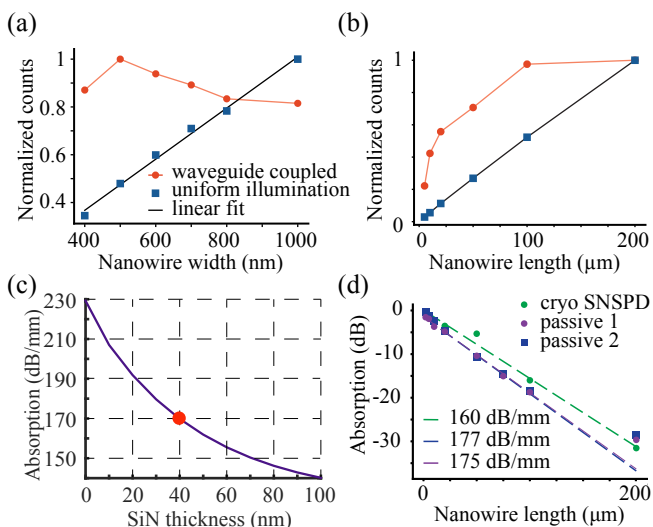 (a)
Normalized counts
1
0.8
0.6
0.4
waveguide coupled
uniform illumination
linear fit
400 600 800 1000
Nanowire width (nm)
(b)
Normalized counts
1
0
0 100 200
Nanowire length (µm)
(c)
Absorption (dB/mm)
230
210
190
170
150
0 20 40 60 80 100
SiN thickness (nm)
(d)
Absorption (dB)
0
-10
-20
-30
cryo SNSPD
passive 1
passive 2
160 dB/mm
177 dB/mm
175 dB/mm
0 100 200
Nanowire length (µm)